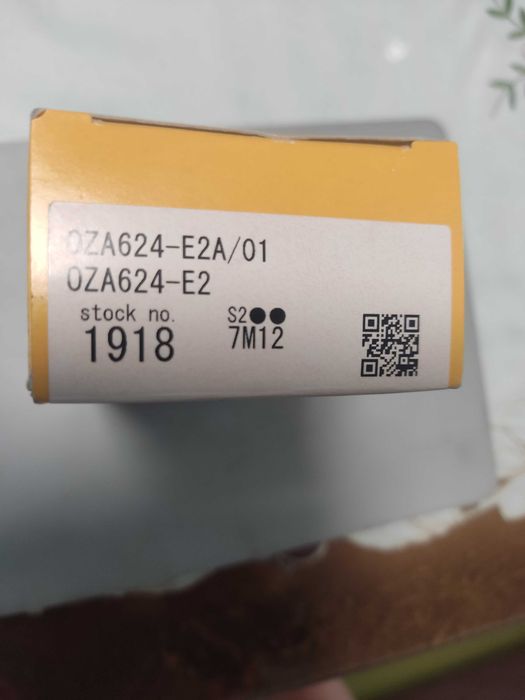 OZA624-E2A/01
OZA624-E2
stock no.
1918
S2●●
7M12